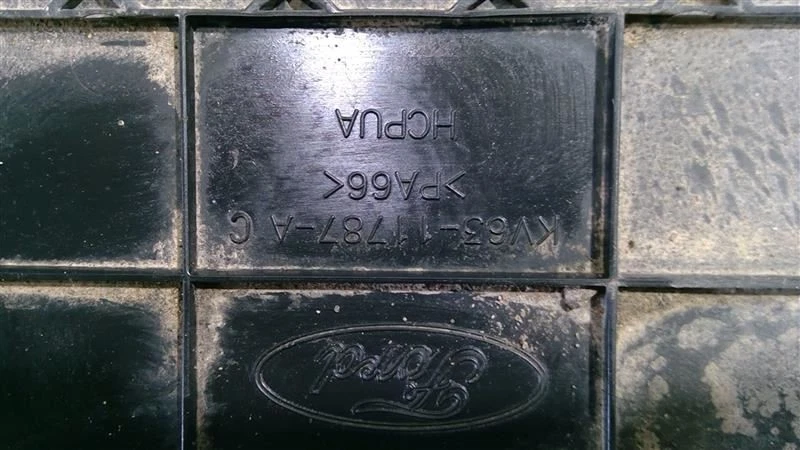 Ford
KV63-11787-A C
>PA66<
HCPUA